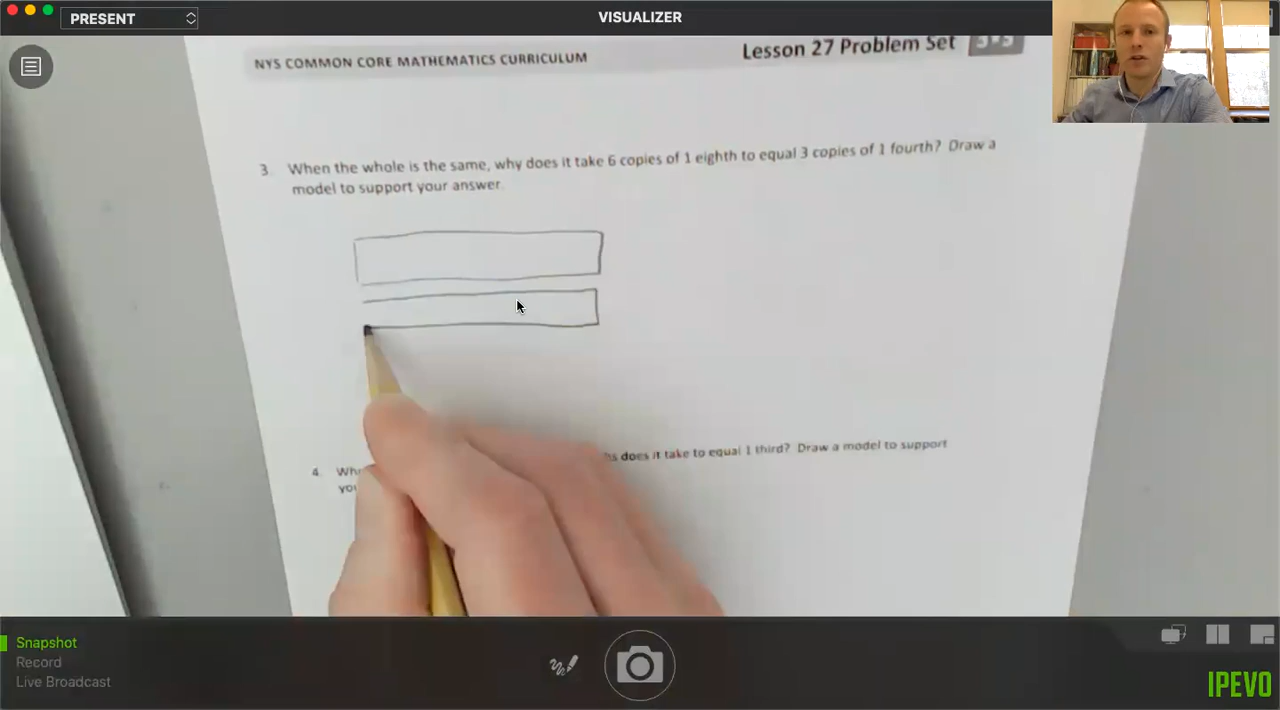 PRESENT
VISUALIZER
NYS COMMON CORE MATHEMATICS CURRICULUM
Lesson 27 Problem Set
3. When the whole is the same, why does it take 6 copies of 1 eighth to equal 3 copies of 1 fourth? Draw a
model to support your answer.
4. does it take to equal 1 third? Draw a model to support
Snapshot
Record
Live Broadcast
IPEVO